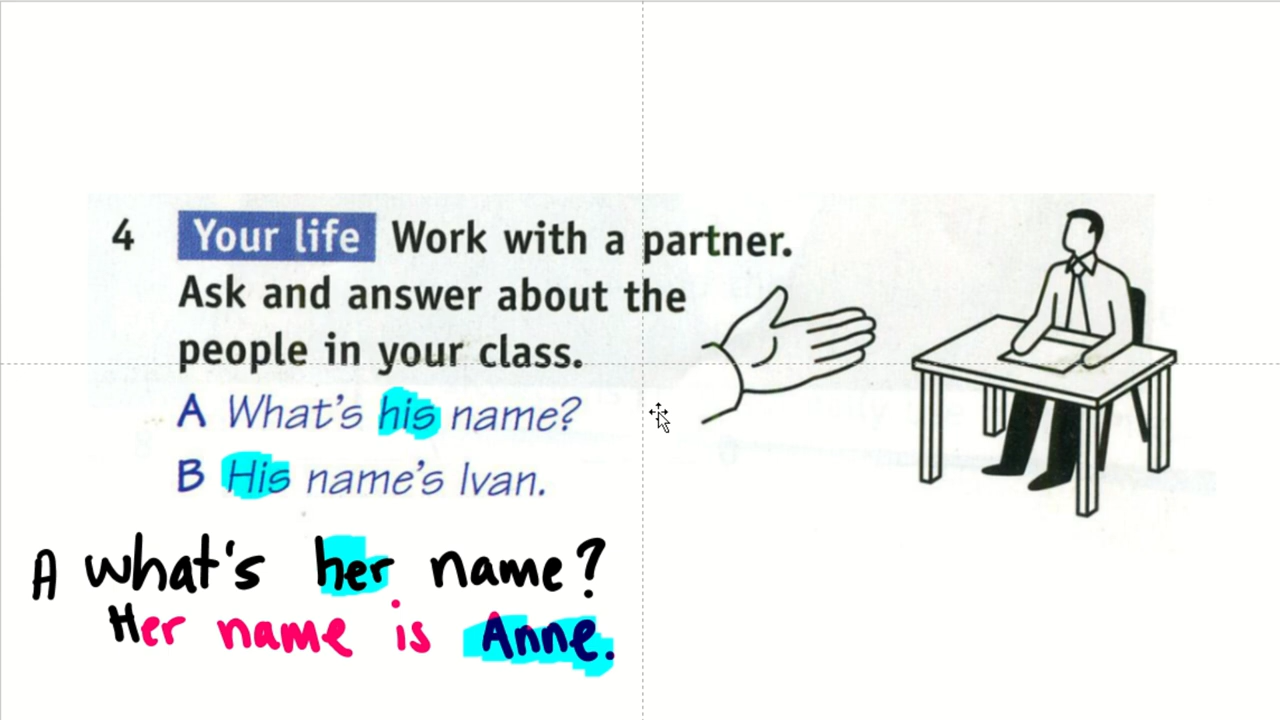 4 Your life Work with a partner.
Ask and answer about the
people in your class.
A What's his name?
B His name's Ivan.
A what's her name?
Her name is Anne.